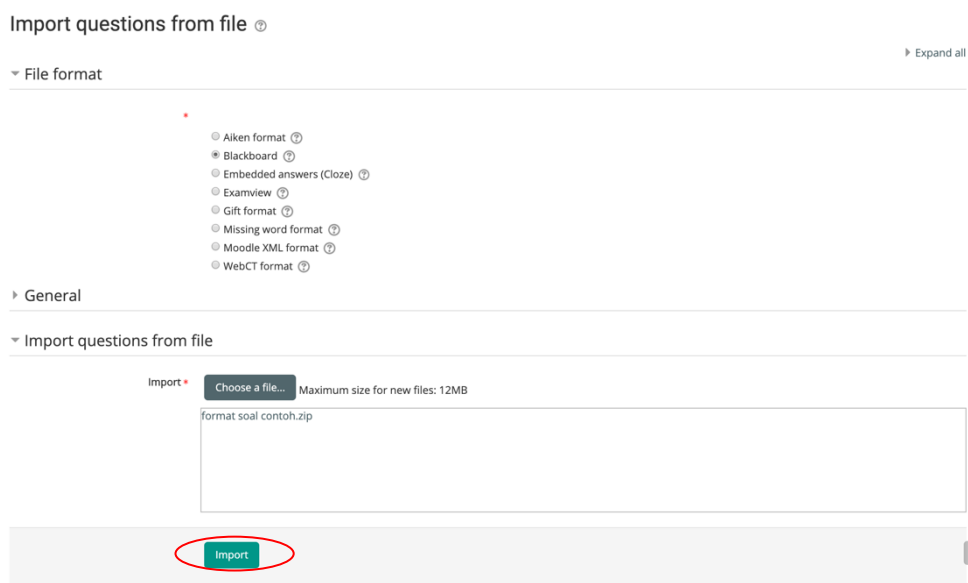 Import questions from file
Expand all
File format
*
Aiken format
Blackboard
Embedded answers (Cloze)
Examview
Gift format
Missing word format
Moodle XML format
WebCT format
General
Import questions from file
Import * Choose a file... Maximum size for new files: 12MB
format soal contoh.zip
Import